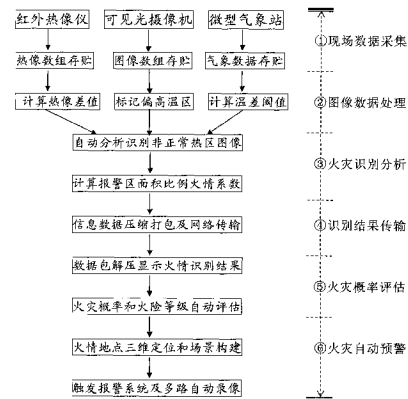 红外热像仪
可见光摄像机
微型气象站
热像数组存贮
图像数组存贮
气象数据存贮
计算热像差值
标记偏高温区
计算温差阈值
自动分析识别非正常热区图像
计算报警区面积比例火情系数
信息数据压缩打包及网络传输
数据包解压显示火情识别结果
火灾概率和火险等级自动评估
火情地点三维定位和场景构建
触发报警系统及多路自动录像
①现场数据采集
②图像数据处理
③火灾识别分析
④识别结果传输
⑤火灾概率评估
⑥火灾自动预警